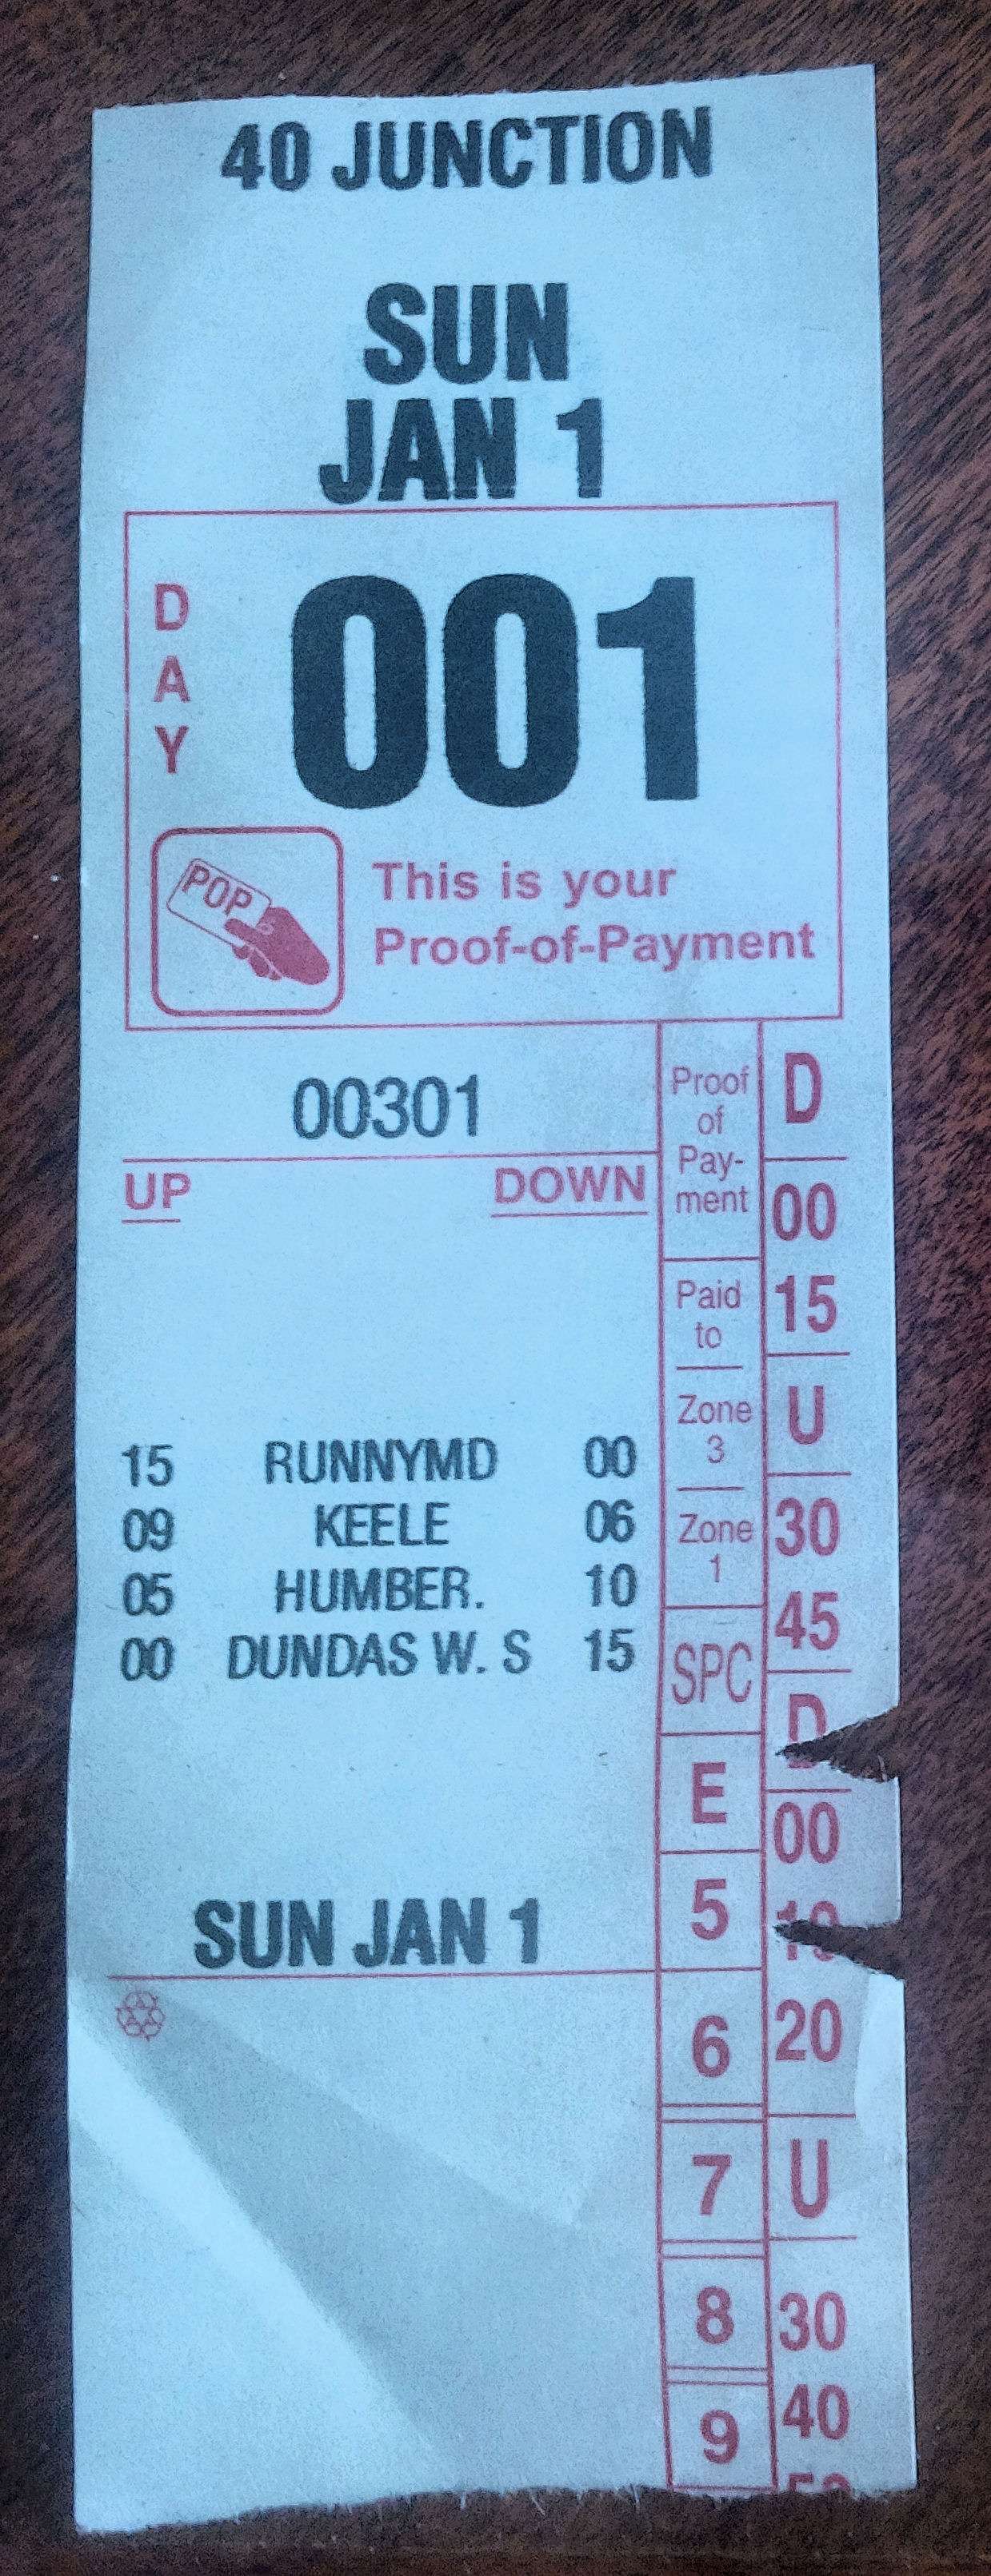 40 JUNCTION
SUN
JAN 1
DAY
001
POP
This is your
Proof-of-Payment
00301
UP DOWN
15 RUNNYMD 00
09 KEELE 06
05 HUMBER. 10
00 DUNDAS W. S 15
SUN JAN 1
Proof
of
Pay-
ment
Paid
to
Zone
3
Zone
1
SPC
E
5
6
7
8
9
D
00
15
U
30
45
D
00
10
20
U
30
40